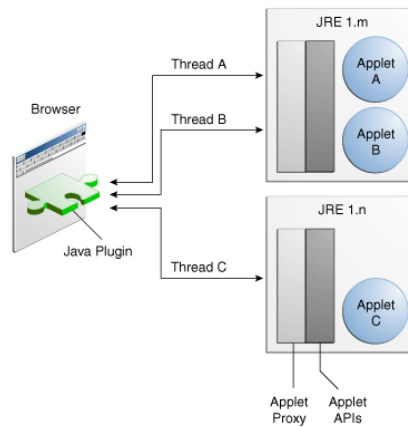 JRE 1.m
Thread A
Applet
A
Browser
Thread B
Applet
B
JRE 1.n
Java Plugin
Thread C
Applet
C
Applet
Proxy
Applet
APIs